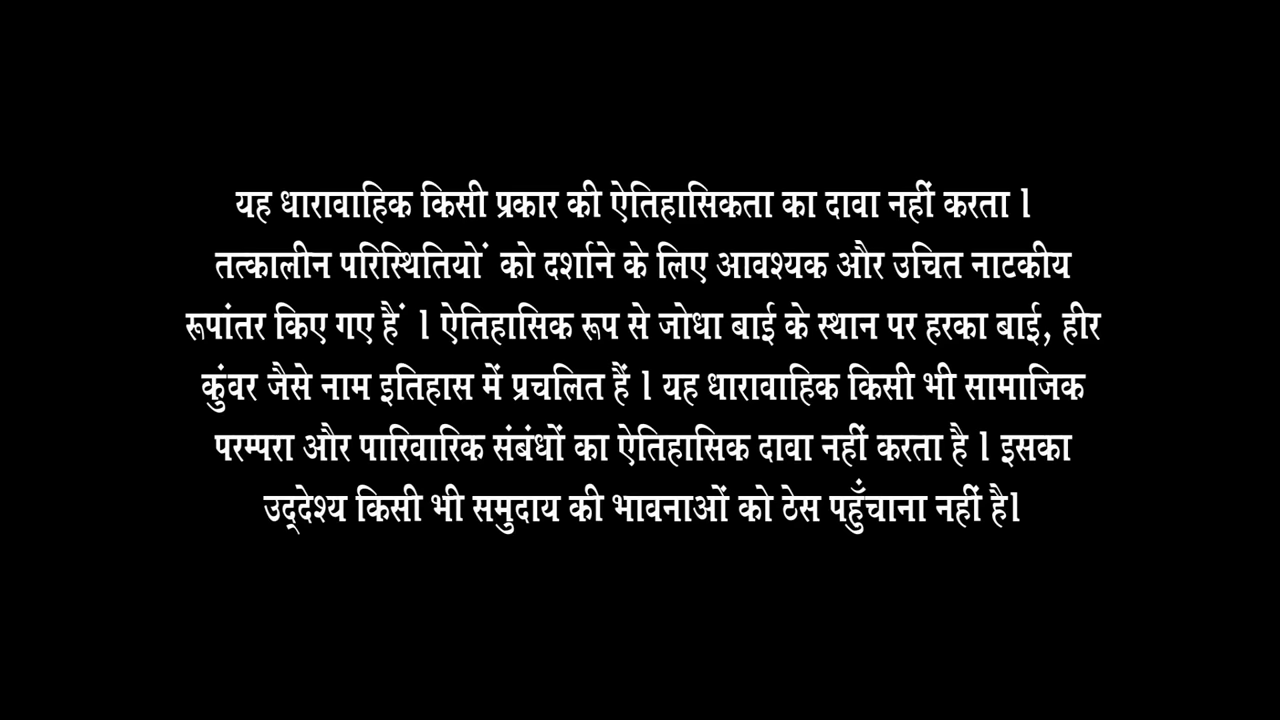 यह धारावाहिक किसी प्रकार की ऐतिहासिकता का दावा नहीं करता ।
तत्कालीन परिस्थितियों को दर्शाने के लिए आवश्यक और उचित नाटकीय
रूपांतर किए गए हैं । ऐतिहासिक रूप से जोधा बाई के स्थान पर हरका बाई, हीर
कुंवर जैसे नाम इतिहास में प्रचलित हैं । यह धारावाहिक किसी भी सामाजिक
परम्परा और पारिवारिक संबंधों का ऐतिहासिक दावा नहीं करता है । इसका
उद्‌देश्य किसी भी समुदाय की भावनाओं को ठेस पहुँचाना नहीं है।